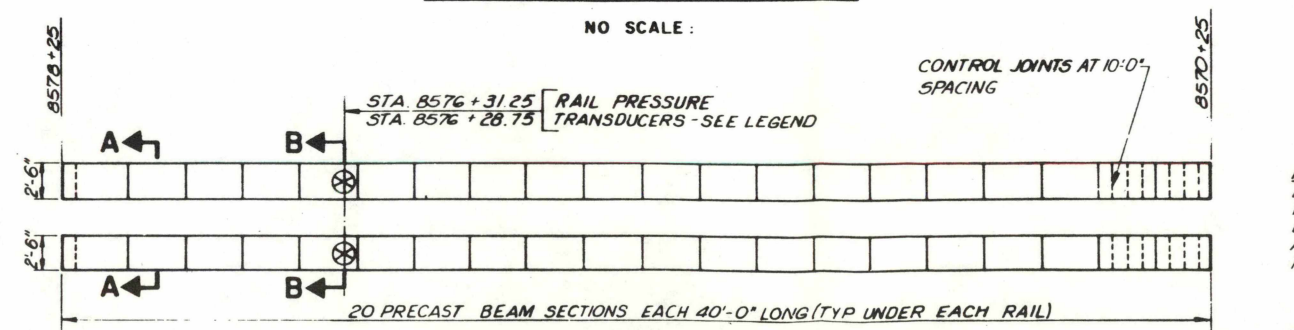 NO SCALE:
8578+25
8570+25
CONTROL JOINTS AT 10'-0"
SPACING
STA. 8576 + 31.25 RAIL PRESSURE
STA. 8576 + 28.75 TRANSDUCERS - SEE LEGEND
A B
2'-6"
2'-6"
A B
20 PRECAST BEAM SECTIONS EACH 40'-0" LONG (TYP UNDER EACH RAIL)